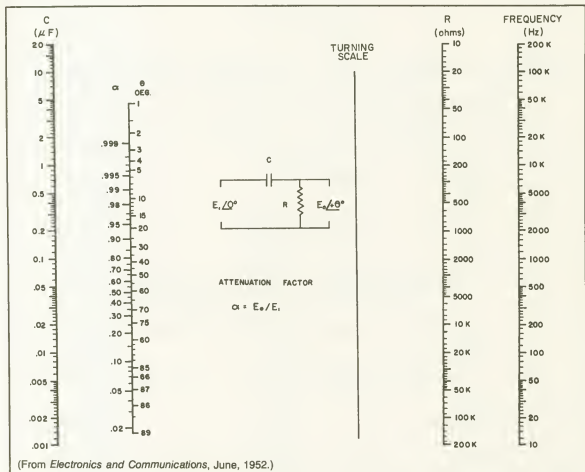 C
(μF)
20
10
5
2
1
0.5
0.2
0.1
.05
.02
.01
.005
.002
.001
α
.999
.995
.99
.98
.95
.90
.80
.70
.60
.50
.40
.30
.20
.10
.05
.02
θ
DEG.
1
2
3
4
5
10
15
20
30
40
50
60
70
75
60
85
66
87
86
89
C
E₁/0°
R
E₀/+θ°
ATTENUATION FACTOR
α = E₀/E₁
TURNING
SCALE
R
(ohms)
10
20
50
100
200
500
1000
2000
5000
10 K
20 K
50 K
100 K
200 K
FREQUENCY
(Hz)
200 K
100 K
50 K
20 K
10 K
5000
2000
1000
500
200
100
50
20
10
(From Electronics and Communications, June, 1952.)